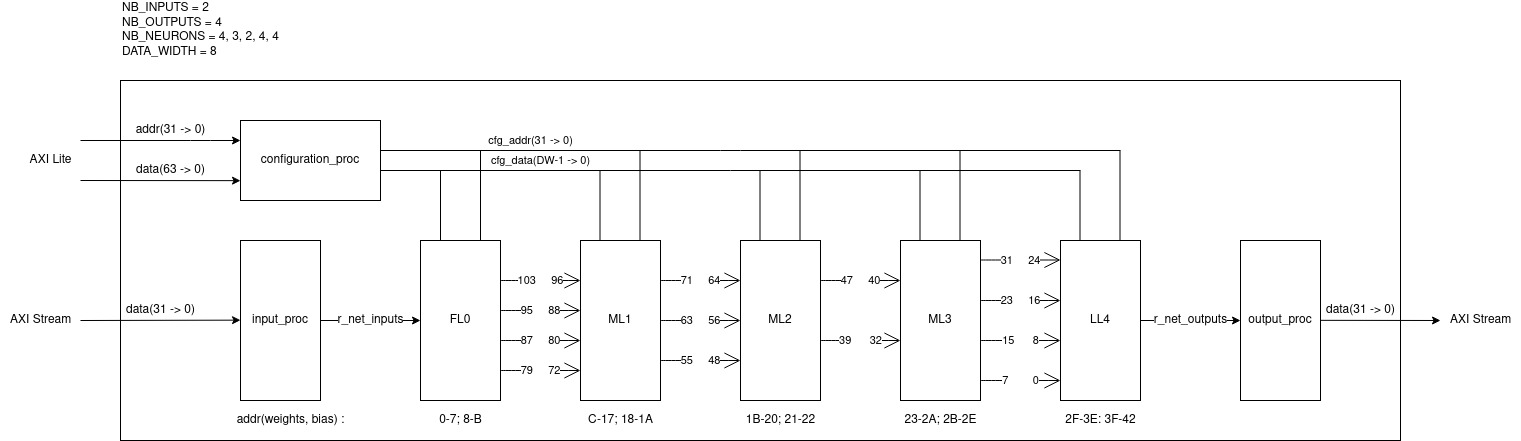 NB_INPUTS = 2
NB_OUTPUTS = 4
NB_NEURONS = 4, 3, 2, 4, 4
DATA_WIDTH = 8
AXI Lite
addr(31 -> 0)
data(63 -> 0)
configuration_proc
cfg_addr(31 -> 0)
cfg_data(DW-1 -> 0)
AXI Stream
data(31 -> 0)
input_proc
r_net_inputs
FL0
103 96
95 88
87 80
79 72
ML1
71 64
63 56
55 48
ML2
47 40
39 32
ML3
31 24
23 16
15 8
7 0
LL4
r_net_outputs
output_proc
data(31 -> 0)
AXI Stream
addr(weights, bias) :
0-7; 8-B
C-17; 18-1A
1B-20; 21-22
23-2A; 2B-2E
2F-3E: 3F-42